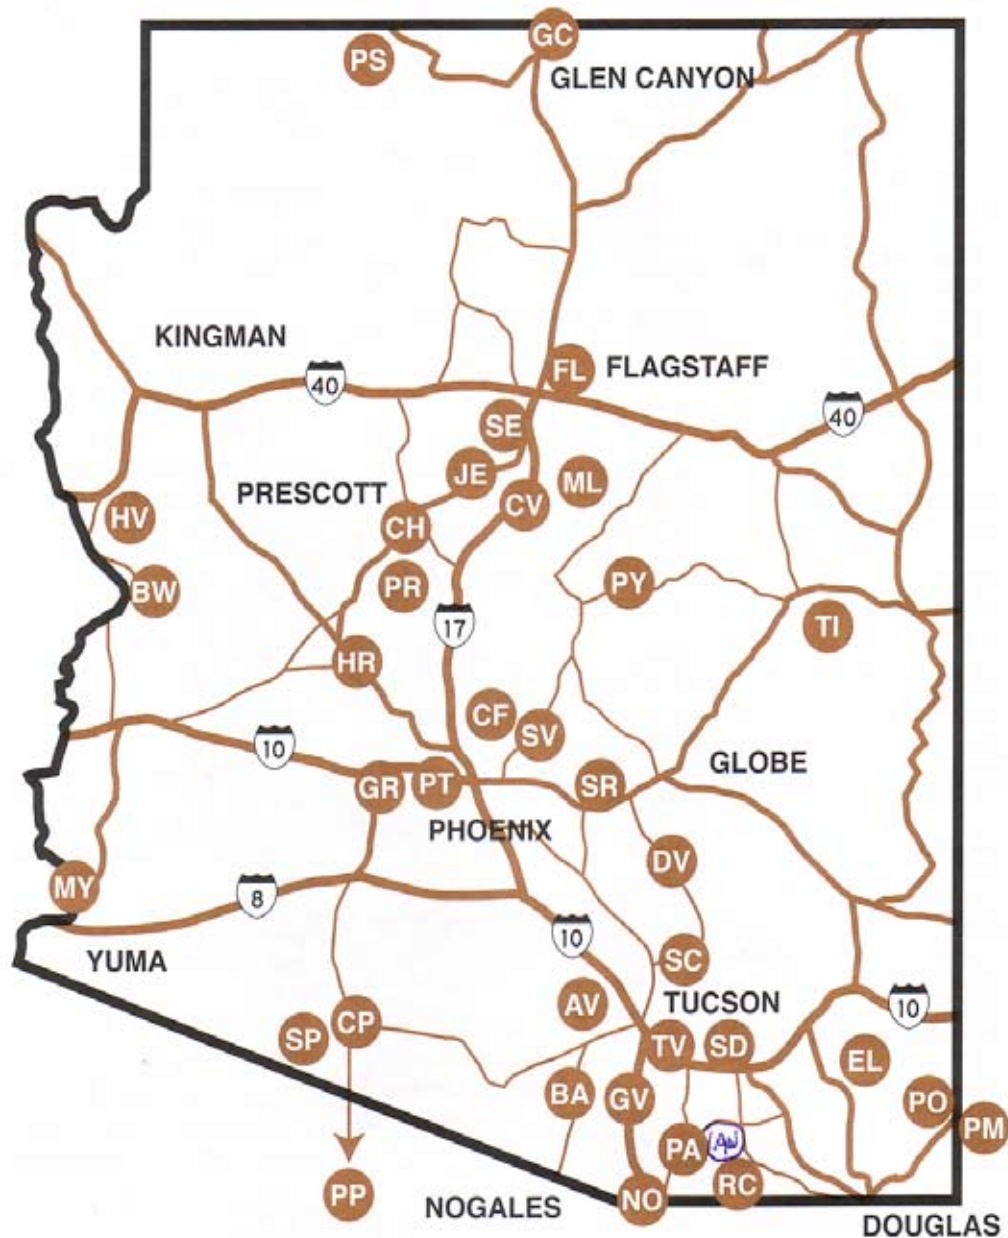 GC
PS
GLEN CANYON
KINGMAN
40
FL
FLAGSTAFF
40
SE
JE
ML
PRESCOTT
CV
HV
CH
BW
PR
PY
17
TI
HR
CF
SV
10
GLOBE
GR
PT
SR
PHOENIX
DV
MY
8
10
YUMA
SC
AV
TUCSON
10
SP
CP
TV
SD
EL
BA
GV
PO
PM
PA
AW
RC
PP
NO
NOGALES
DOUGLAS